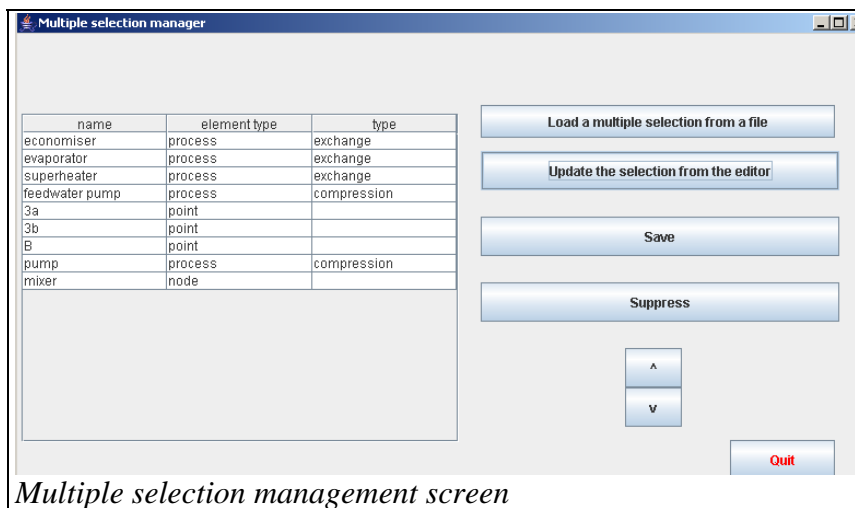 Multiple selection manager
name element type type
economiser process exchange
evaporator process exchange
superheater process exchange
feedwater pump process compression
3a point
3b point
B point
pump process compression
mixer node
Load a multiple selection from a file
Update the selection from the editor
Save
Suppress
^
v
Quit
Multiple selection management screen